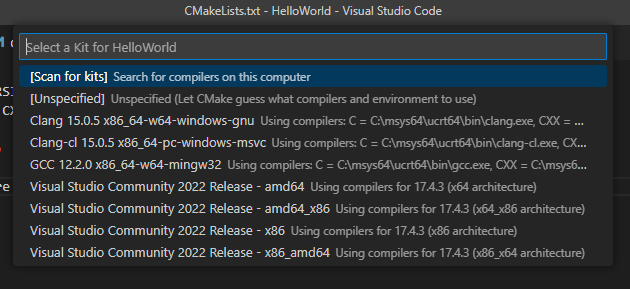 CMakeLists.txt - HelloWorld - Visual Studio Code
Select a Kit for HelloWorld
[Scan for kits] Search for compilers on this computer
[Unspecified] Unspecified (Let CMake guess what compilers and environment to use)
Clang 15.0.5 x86_64-w64-windows-gnu Using compilers: C = C:\msys64\ucrt64\bin\clang.exe, CXX = ...
Clang-cl 15.0.5 x86_64-pc-windows-msvc Using compilers: C = C:\msys64\ucrt64\bin\clang-cl.exe, CX...
GCC 12.2.0 x86_64-w64-mingw32 Using compilers: C = C:\msys64\ucrt64\bin\gcc.exe, CXX = C:\msys6...
Visual Studio Community 2022 Release - amd64 Using compilers for 17.4.3 (x64 architecture)
Visual Studio Community 2022 Release - amd64_x86 Using compilers for 17.4.3 (x64_x86 architecture)
Visual Studio Community 2022 Release - x86 Using compilers for 17.4.3 (x86 architecture)
Visual Studio Community 2022 Release - x86_amd64 Using compilers for 17.4.3 (x86_x64 architecture)